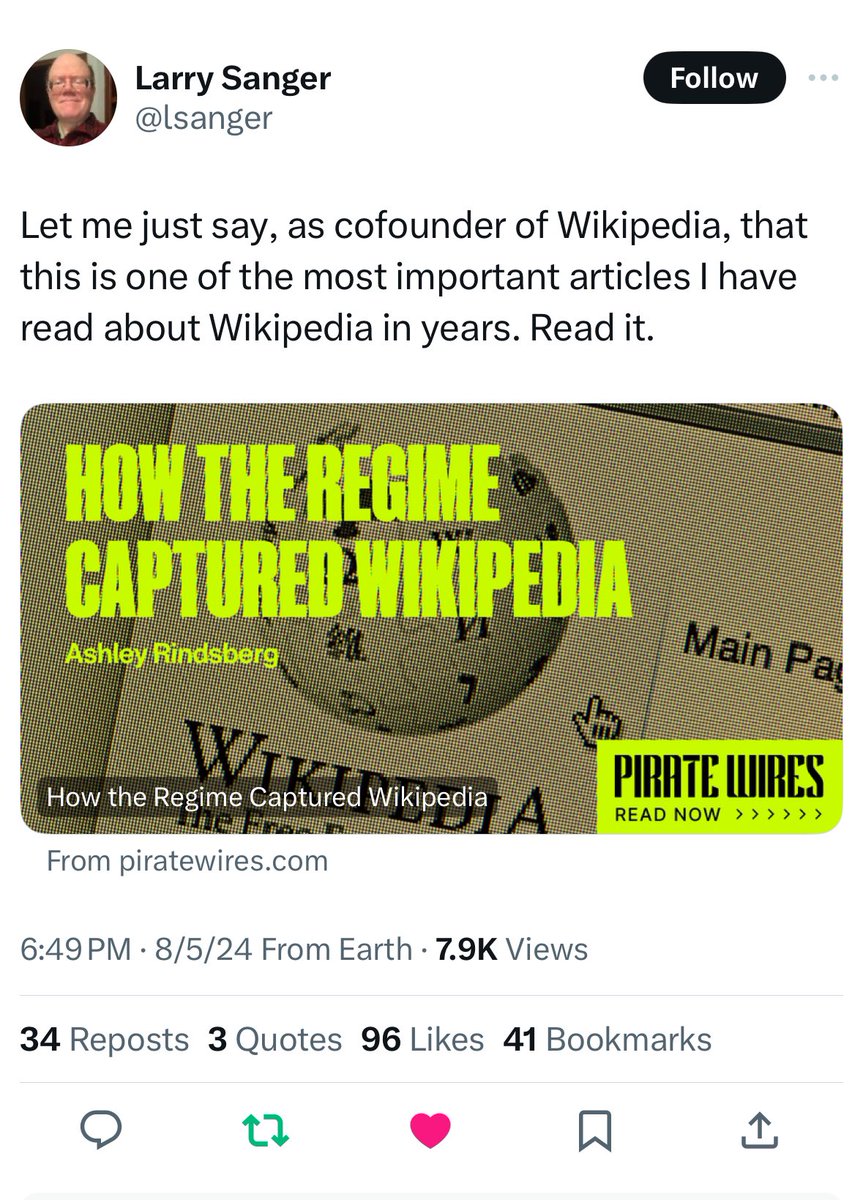 Larry Sanger
@lsanger
Follow
Let me just say, as cofounder of Wikipedia, that
this is one of the most important articles I have
read about Wikipedia in years. Read it.
HOW THE REGIME
CAPTURED WIKIPEDIA
Ashley Rindsberg
Main Pag
WIKIPEDIA
The Free E
PIRATE WIRES
READ NOW >>>>>>
How the Regime Captured Wikipedia
From piratewires.com
6:49 PM · 8/5/24 From Earth · 7.9K Views
34 Reposts 3 Quotes 96 Likes 41 Bookmarks